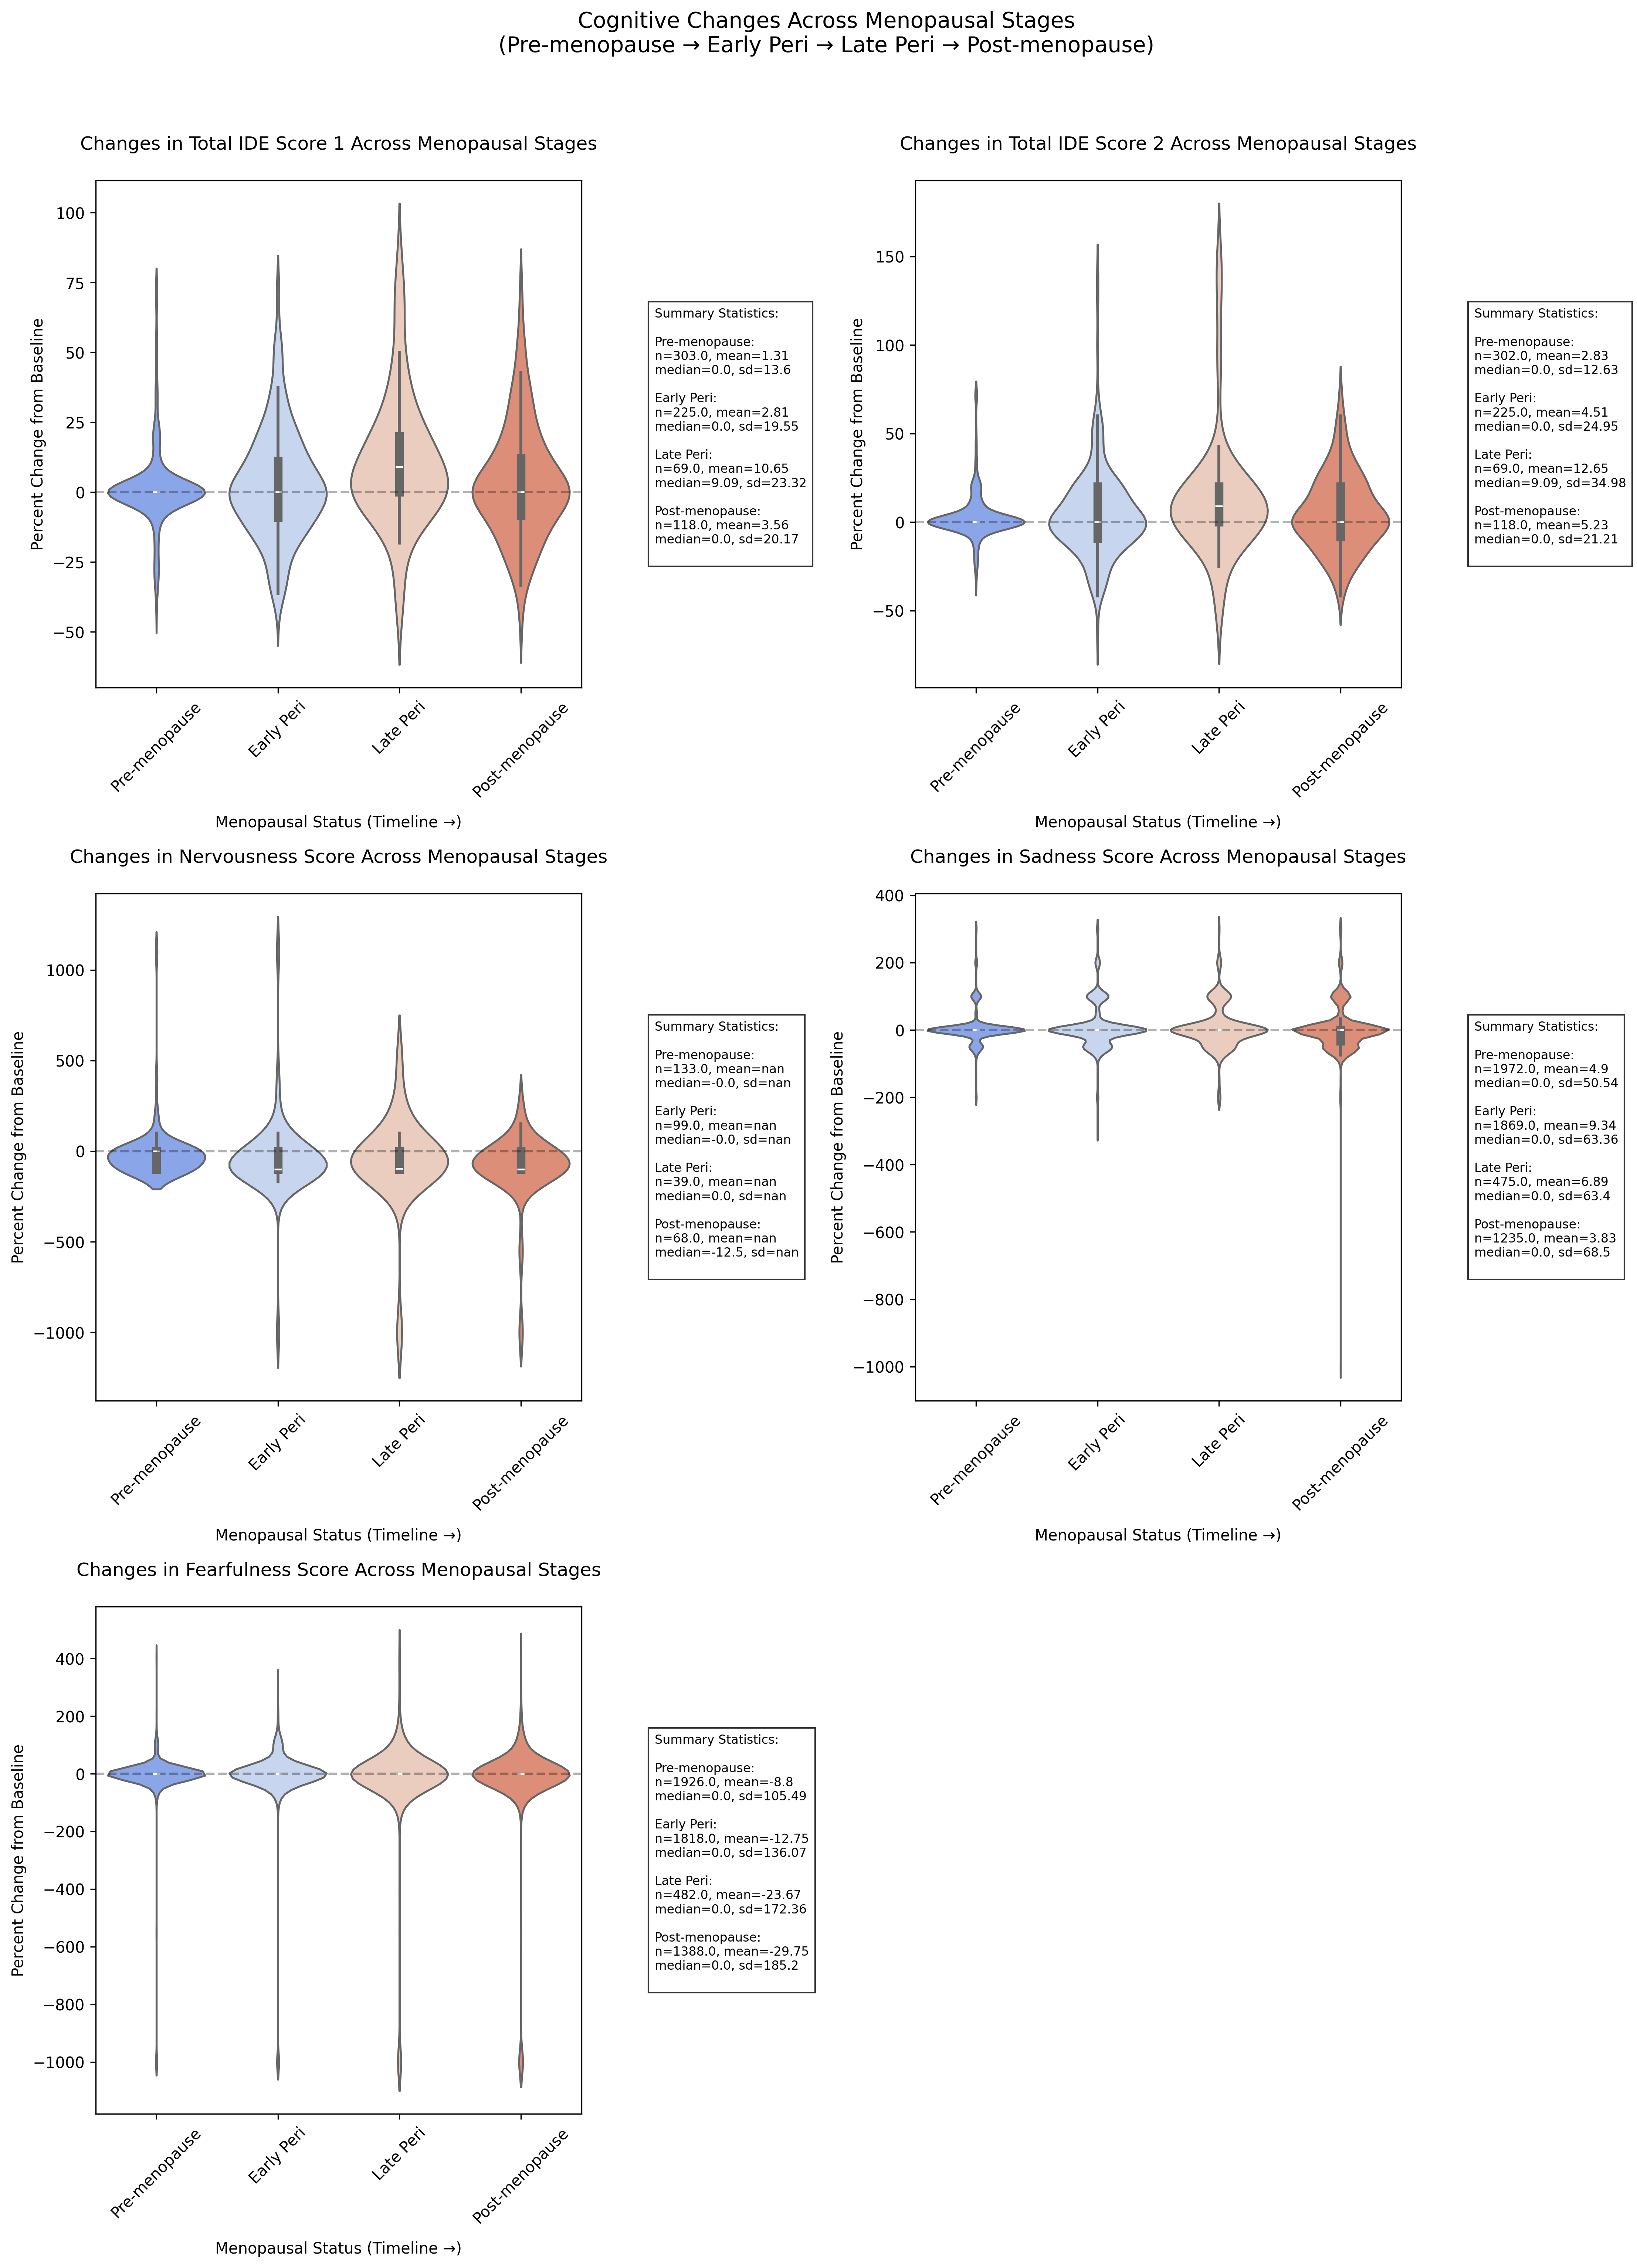 Cognitive Changes Across Menopausal Stages
(Pre-menopause → Early Peri → Late Peri → Post-menopause)
Changes in Total IDE Score 1 Across Menopausal Stages
Percent Change from Baseline
100
75
50
25
0
−25
−50
Pre-menopause
Early Peri
Late Peri
Post-menopause
Menopausal Status (Timeline →)
Summary Statistics:
Pre-menopause:
n=303.0, mean=1.31
median=0.0, sd=13.6
Early Peri:
n=225.0, mean=2.81
median=0.0, sd=19.55
Late Peri:
n=69.0, mean=10.65
median=9.09, sd=23.32
Post-menopause:
n=118.0, mean=3.56
median=0.0, sd=20.17
Changes in Total IDE Score 2 Across Menopausal Stages
Percent Change from Baseline
150
100
50
0
−50
Pre-menopause
Early Peri
Late Peri
Post-menopause
Menopausal Status (Timeline →)
Summary Statistics:
Pre-menopause:
n=302.0, mean=2.83
median=0.0, sd=12.63
Early Peri:
n=225.0, mean=4.51
median=0.0, sd=24.95
Late Peri:
n=69.0, mean=12.65
median=9.09, sd=34.98
Post-menopause:
n=118.0, mean=5.23
median=0.0, sd=21.21
Changes in Nervousness Score Across Menopausal Stages
Percent Change from Baseline
1000
500
0
−500
−1000
Pre-menopause
Early Peri
Late Peri
Post-menopause
Menopausal Status (Timeline →)
Summary Statistics:
Pre-menopause:
n=133.0, mean=nan
median=-0.0, sd=nan
Early Peri:
n=99.0, mean=nan
median=-0.0, sd=nan
Late Peri:
n=39.0, mean=nan
median=0.0, sd=nan
Post-menopause:
n=68.0, mean=nan
median=-12.5, sd=nan
Changes in Sadness Score Across Menopausal Stages
Percent Change from Baseline
400
200
0
−200
−400
−600
−800
−1000
Pre-menopause
Early Peri
Late Peri
Post-menopause
Menopausal Status (Timeline →)
Summary Statistics:
Pre-menopause:
n=1972.0, mean=4.9
median=0.0, sd=50.54
Early Peri:
n=1869.0, mean=9.34
median=0.0, sd=63.36
Late Peri:
n=475.0, mean=6.89
median=0.0, sd=63.4
Post-menopause:
n=1235.0, mean=3.83
median=0.0, sd=68.5
Changes in Fearfulness Score Across Menopausal Stages
Percent Change from Baseline
400
200
0
−200
−400
−600
−800
−1000
Pre-menopause
Early Peri
Late Peri
Post-menopause
Menopausal Status (Timeline →)
Summary Statistics:
Pre-menopause:
n=1926.0, mean=-8.8
median=0.0, sd=105.49
Early Peri:
n=1818.0, mean=-12.75
median=0.0, sd=136.07
Late Peri:
n=482.0, mean=-23.67
median=0.0, sd=172.36
Post-menopause:
n=1388.0, mean=-29.75
median=0.0, sd=185.2